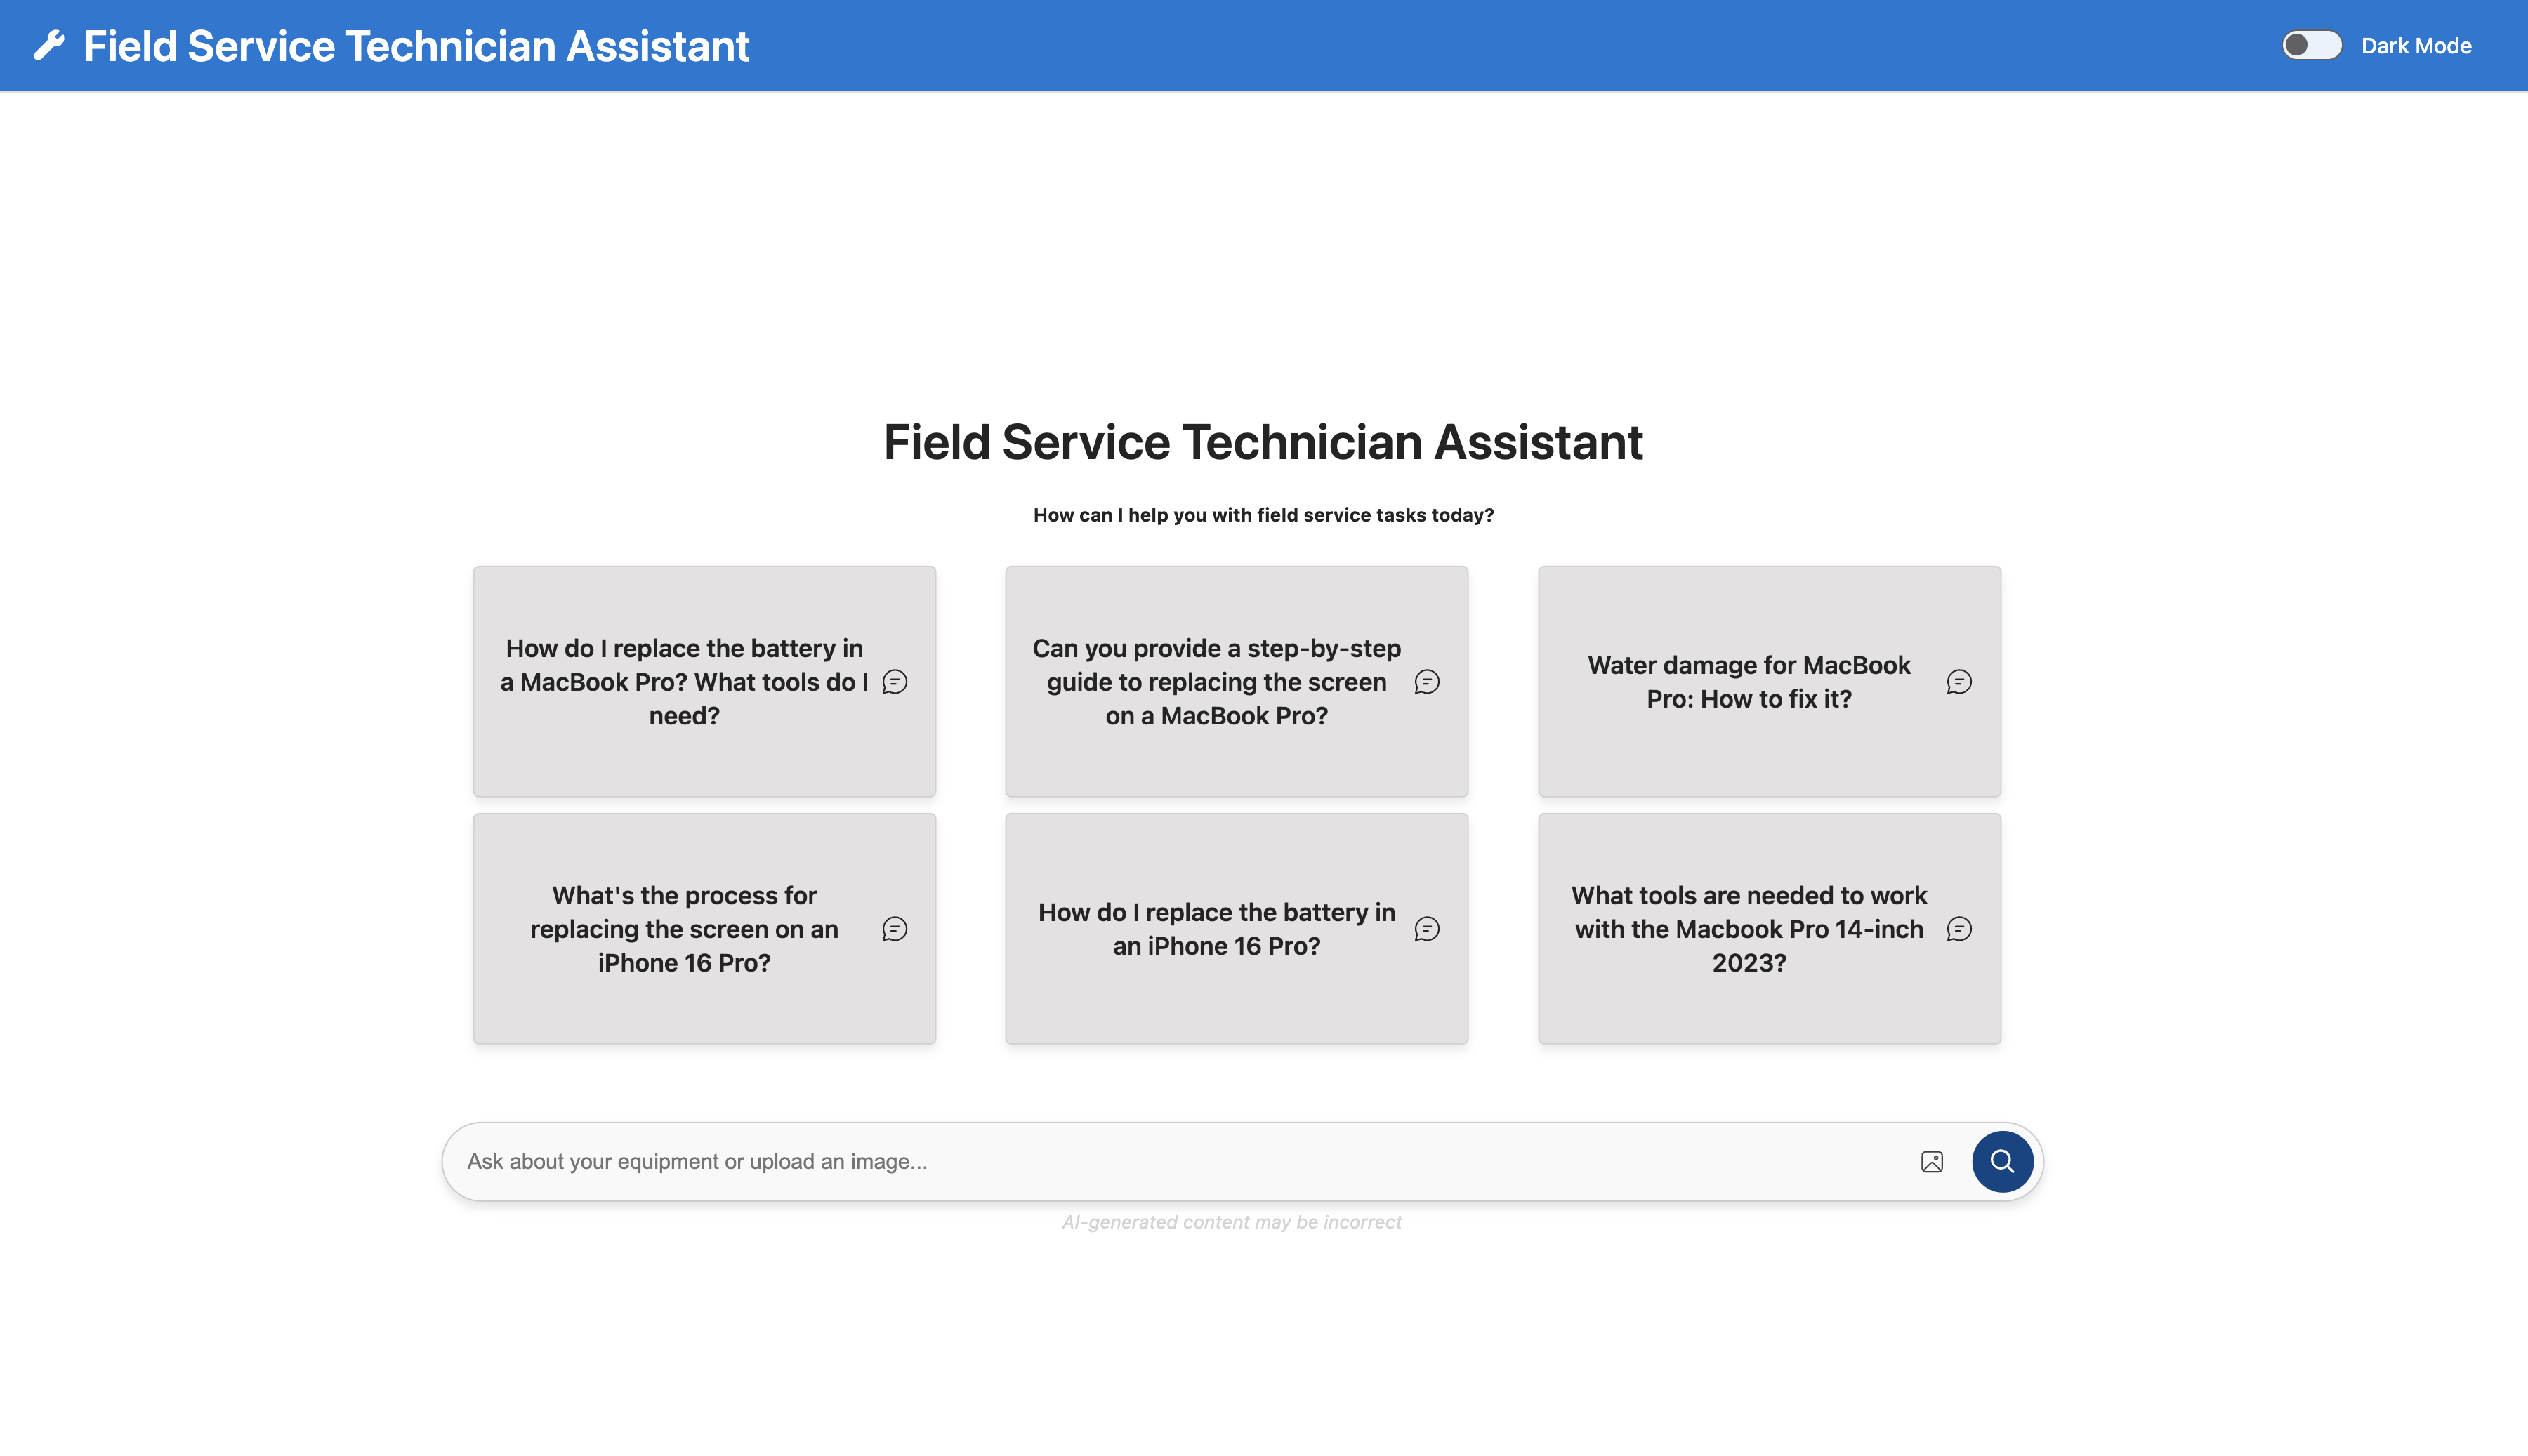 Field Service Technician Assistant
Dark Mode
Field Service Technician Assistant
How can I help you with field service tasks today?
How do I replace the battery in
a MacBook Pro? What tools do I
need?
Can you provide a step-by-step
guide to replacing the screen
on a MacBook Pro?
Water damage for MacBook
Pro: How to fix it?
What's the process for
replacing the screen on an
iPhone 16 Pro?
How do I replace the battery in
an iPhone 16 Pro?
What tools are needed to work
with the Macbook Pro 14-inch
2023?
Ask about your equipment or upload an image...
AI-generated content may be incorrect